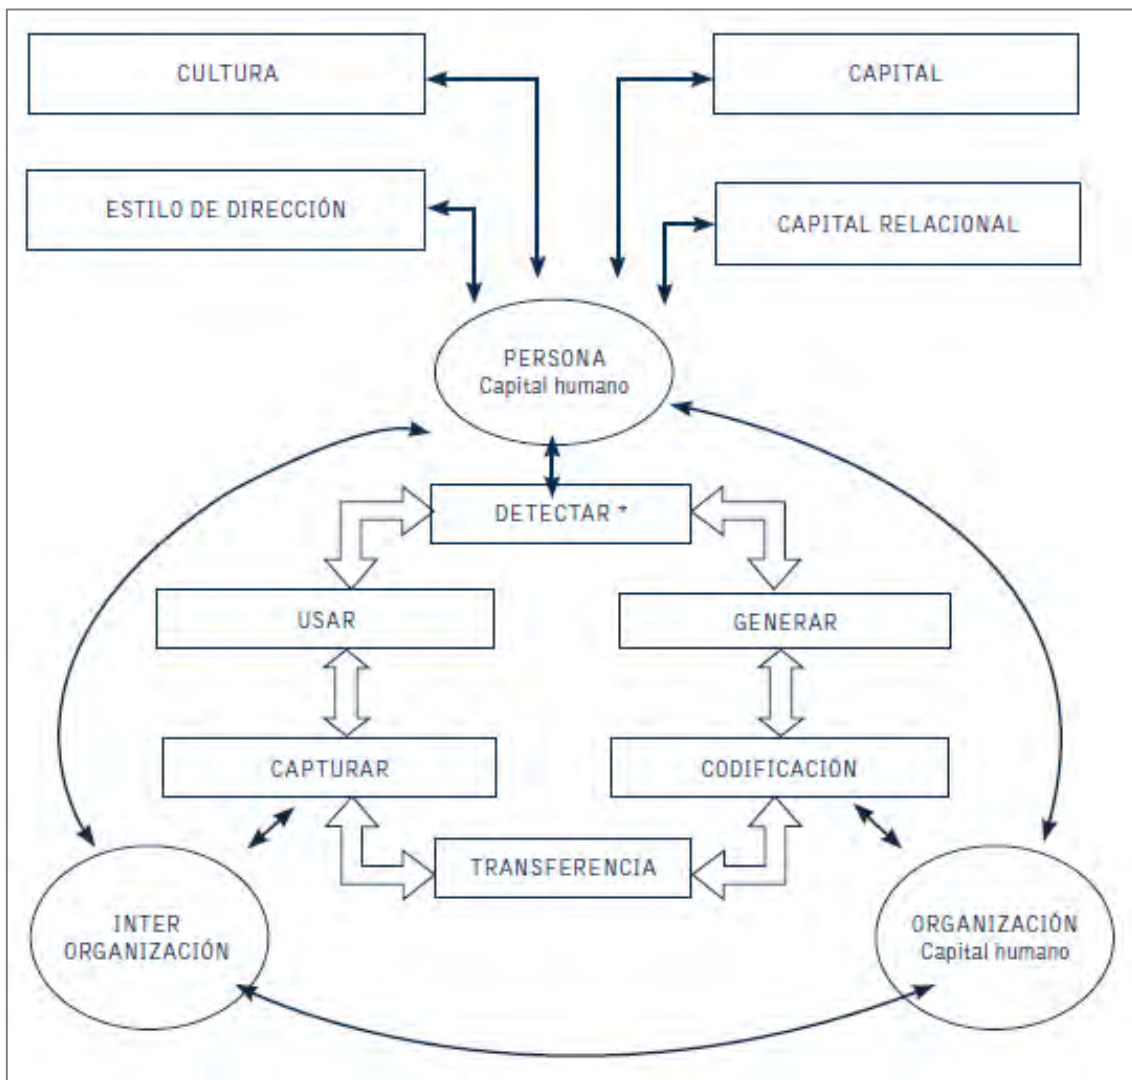 CULTURA
CAPITAL
ESTILO DE DIRECCIÓN
CAPITAL RELACIONAL
PERSONA
Capital humano
DETECTAR *
USAR
GENERAR
CAPTURAR
CODIFICACIÓN
TRANSFERENCIA
INTER
ORGANIZACIÓN
ORGANIZACIÓN
Capital humano